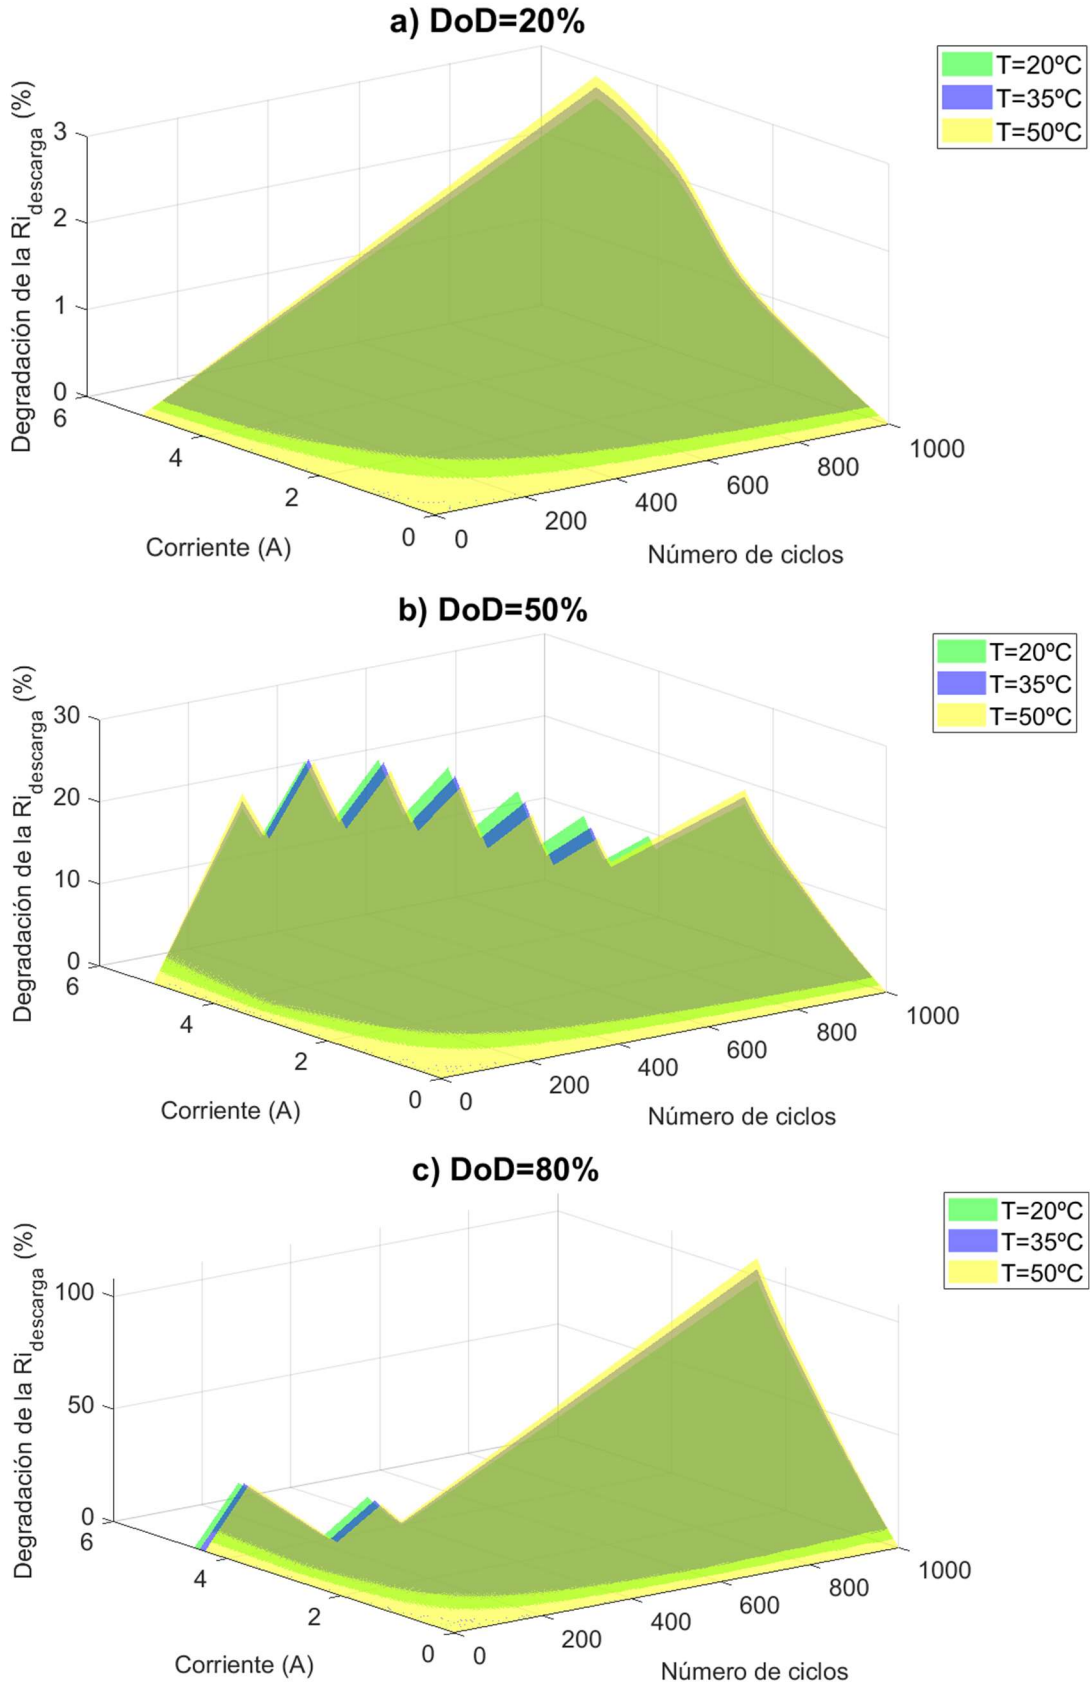 a) DoD=20%
T=20ºC
T=35ºC
T=50ºC
Degradación de la Ri_descarga (%)
3
2
1
0
6
4
2
0
0
200
400
600
800
1000
Corriente (A)
Número de ciclos
b) DoD=50%
T=20ºC
T=35ºC
T=50ºC
Degradación de la Ri_descarga (%)
30
20
10
0
6
4
2
0
0
200
400
600
800
1000
Corriente (A)
Número de ciclos
c) DoD=80%
T=20ºC
T=35ºC
T=50ºC
Degradación de la Ri_descarga (%)
100
50
0
6
4
2
0
0
200
400
600
800
1000
Corriente (A)
Número de ciclos